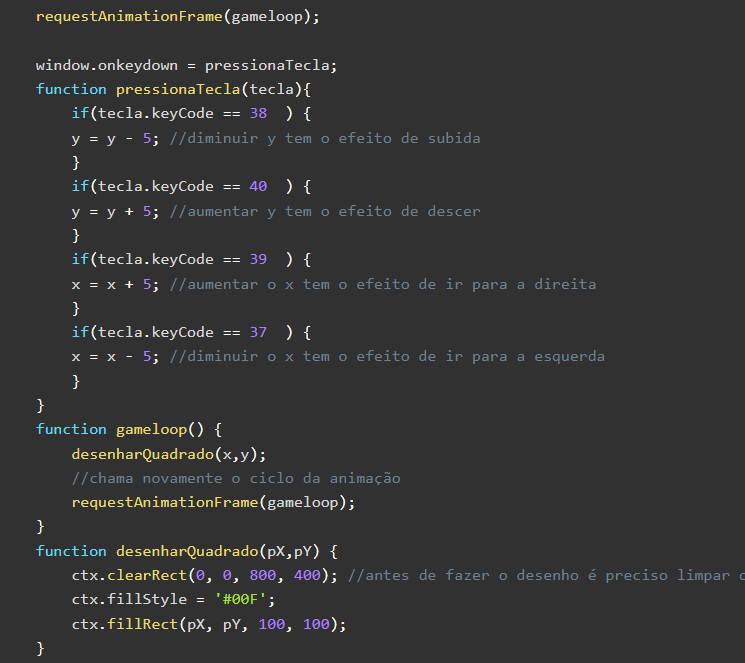 requestAnimationFrame(gameloop);
window.onkeydown = pressionaTecla;
function pressionaTecla(tecla){
if(tecla.keyCode == 38  ) {
y = y - 5; //diminuir y tem o efeito de subida
}
if(tecla.keyCode == 40  ) {
y = y + 5; //aumentar y tem o efeito de descer
}
if(tecla.keyCode == 39  ) {
x = x + 5; //aumentar o x tem o efeito de ir para a direita
}
if(tecla.keyCode == 37  ) {
x = x - 5; //diminuir o x tem o efeito de ir para a esquerda
}
}
function gameloop() {
desenharQuadrado(x,y);
//chama novamente o ciclo da animação
requestAnimationFrame(gameloop);
}
function desenharQuadrado(pX,pY) {
ctx.clearRect(0, 0, 800, 400); //antes de fazer o desenho é preciso limpar
ctx.fillStyle = '#00F';
ctx.fillRect(pX, pY, 100, 100);
}